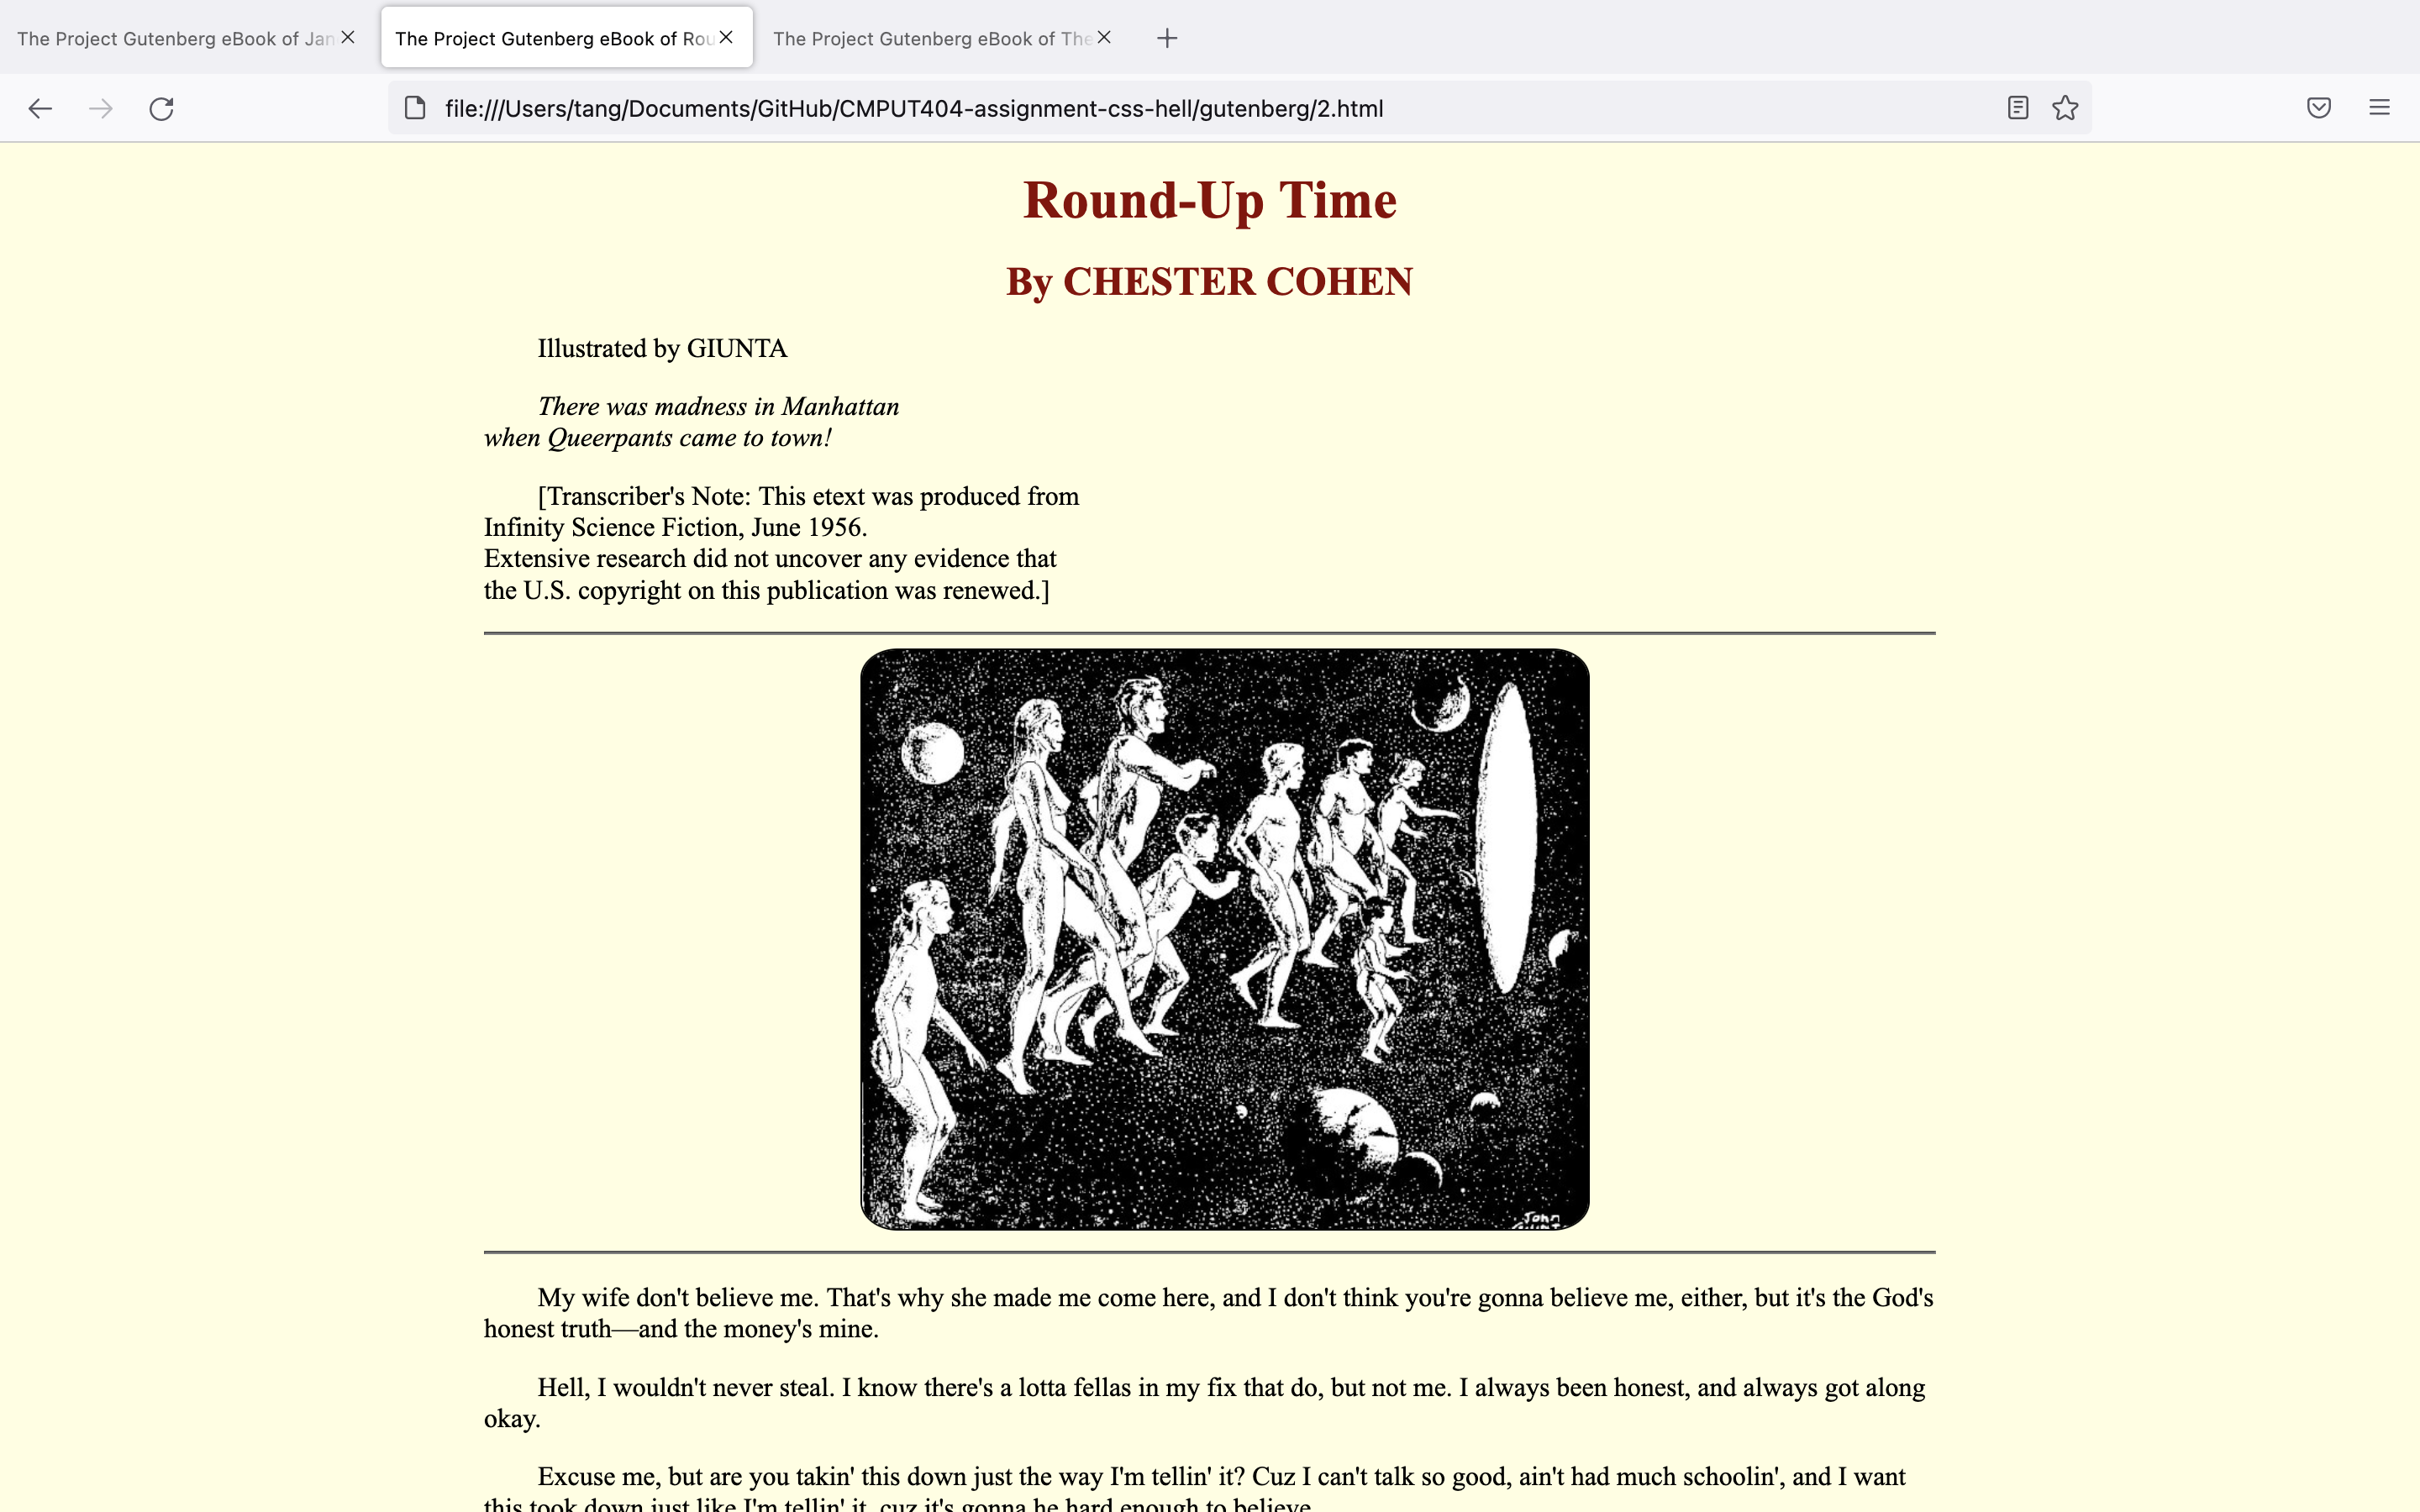 The Project Gutenberg eBook of Jan
The Project Gutenberg eBook of Rou
The Project Gutenberg eBook of The
file:///Users/tang/Documents/GitHub/CMPUT404-assignment-css-hell/gutenberg/2.html
Round-Up Time
By CHESTER COHEN
Illustrated by GIUNTA
There was madness in Manhattan
when Queerpants came to town!
[Transcriber's Note: This etext was produced from
Infinity Science Fiction, June 1956.
Extensive research did not uncover any evidence that
the U.S. copyright on this publication was renewed.]
John
My wife don't believe me. That's why she made me come here, and I don't think you're gonna believe me, either, but it's the God's
honest truth—and the money's mine.
Hell, I wouldn't never steal. I know there's a lotta fellas in my fix that do, but not me. I always been honest, and always got along
okay.
Excuse me, but are you takin' this down just the way I'm tellin' it? Cuz I can't talk so good, ain't had much schoolin', and I want
this took down just like I'm tellin' it, cuz it's gonna be hard enough to believe